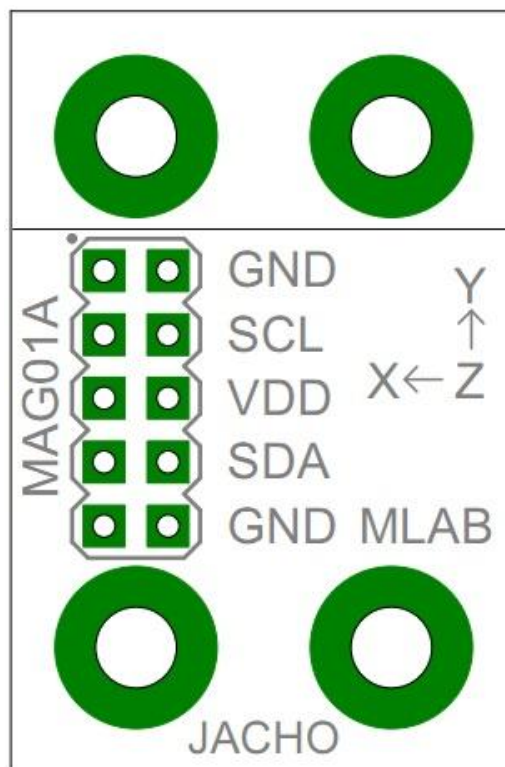 GND
SCL
VDD
SDA
GND MLAB
MAG01A
Y
X Z
JACHO